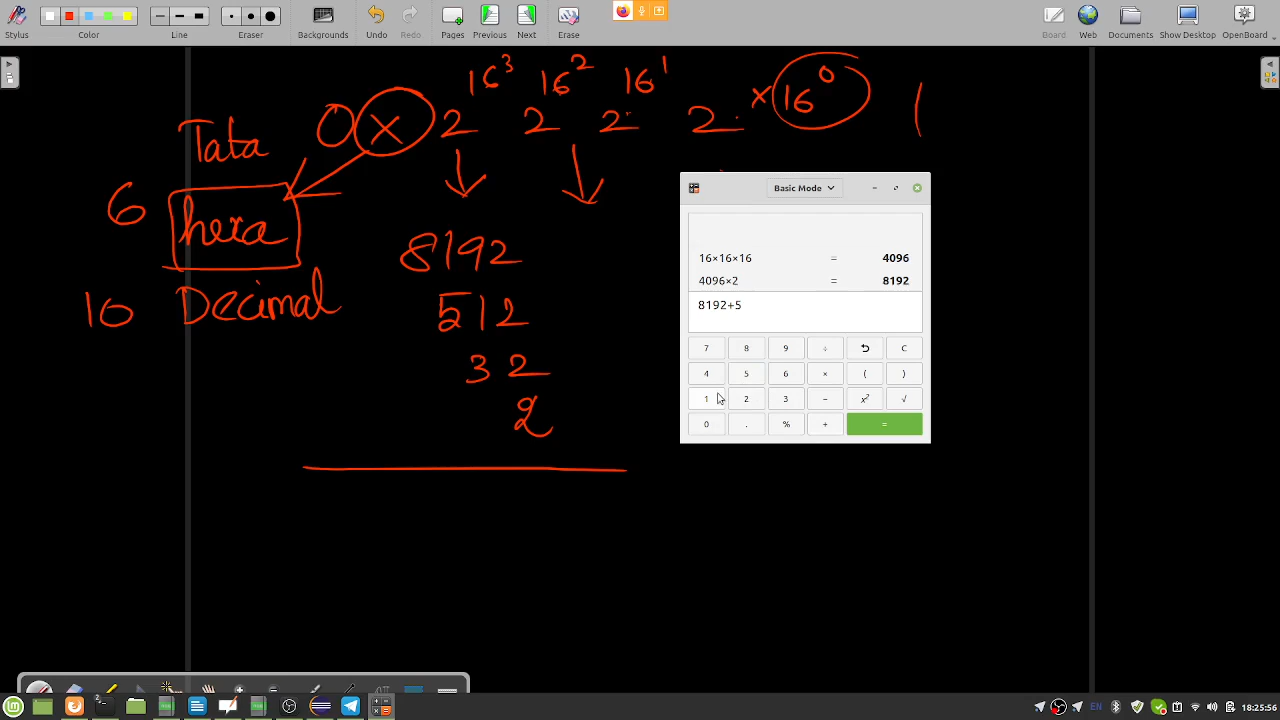 Stylus
Color
Line
Eraser
Backgrounds
Undo
Redo
Pages
Previous
Next
Erase
Board
Web
Documents
Show Desktop
OpenBoard
16³ 16² 16¹
0 x 2 2 2 2 ×16⁰ (
Tata
6 hexa
10 Decimal
8192
512
32
2
Basic Mode
16×16×16 = 4096
4096×2 = 8192
8192+5
7 8 9 ÷ C
4 5 6 × ( )
1 2 3 − x² √
0 . % + =
EN
18:25:56